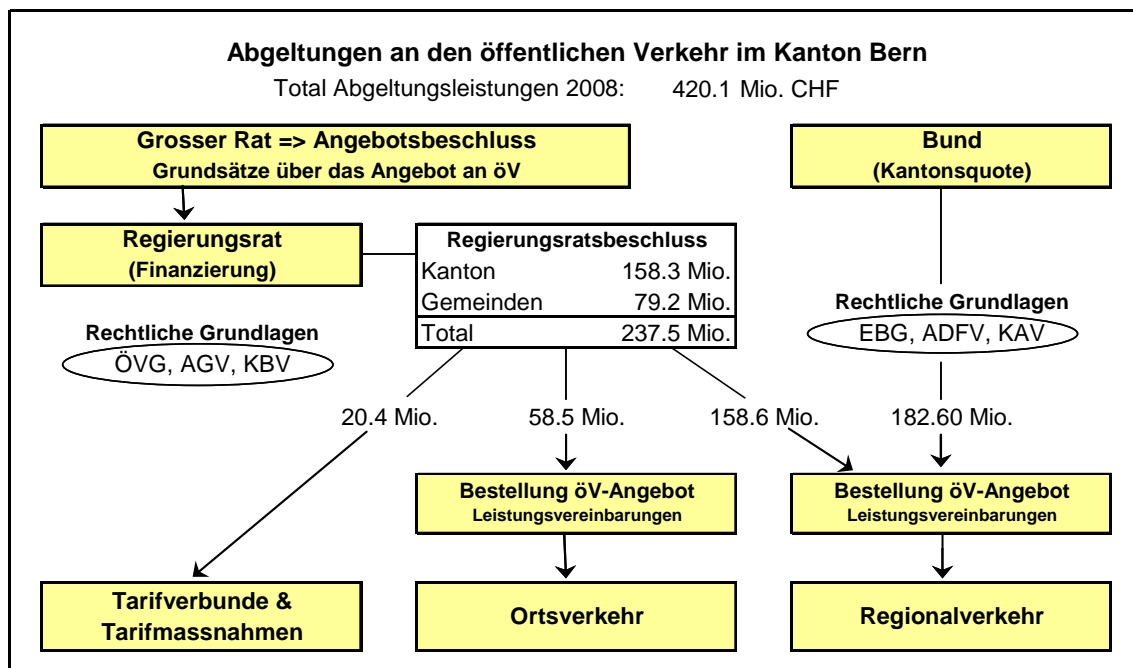 Abgeltungen an den öffentlichen Verkehr im Kanton Bern
Total Abgeltungsleistungen 2008: 420.1 Mio. CHF
Grosser Rat => Angebotsbeschluss
Grundsätze über das Angebot an öV
Bund
(Kantonsquote)
Regierungsrat
(Finanzierung)
Regierungsratsbeschluss
Kanton 158.3 Mio.
Gemeinden 79.2 Mio.
Total 237.5 Mio.
Rechtliche Grundlagen
ÖVG, AGV, KBV
Rechtliche Grundlagen
EBG, ADFV, KAV
20.4 Mio. 58.5 Mio. 158.6 Mio. 182.60 Mio.
Bestellung öV-Angebot
Leistungsvereinbarungen
Bestellung öV-Angebot
Leistungsvereinbarungen
Tarifverbunde &
Tarifmassnahmen
Ortsverkehr
Regionalverkehr